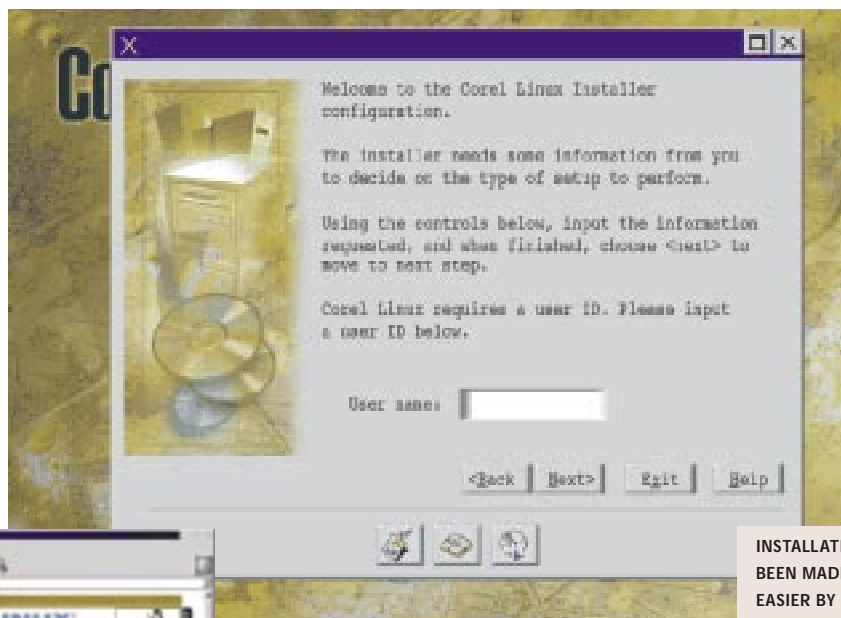 Co
X
Welcome to the Corel Linux Installer
configuration.
The installer needs some information from you
to decide on the type of setup to perform.
Using the controls below, input the information
requested, and when finished, choose <next> to
move to next step.
Corel Linux requires a user ID. Please input
a user ID below.
User name:
<Back Next> Exit Help
INSTALLATI
BEEN MADE
EASIER BY